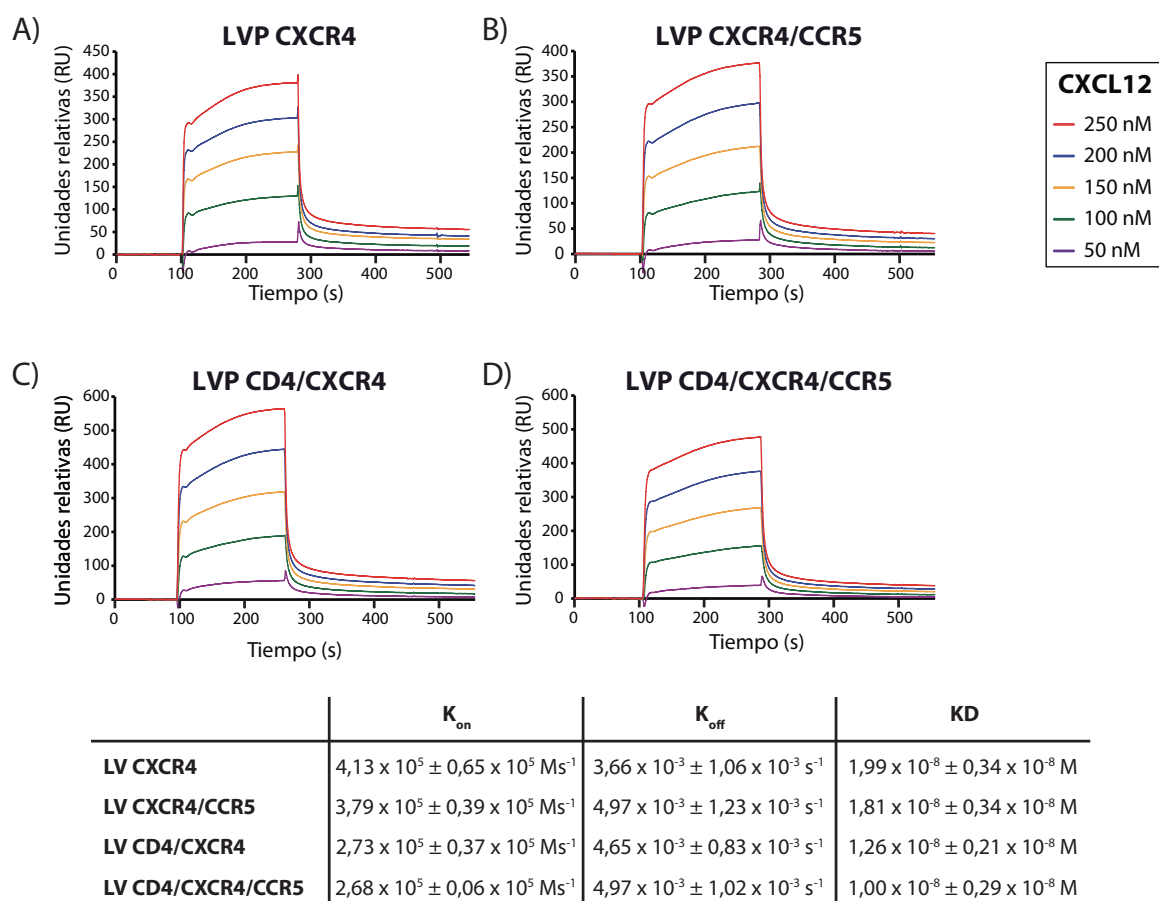 A)
LVP CXCR4
Unidades relativas (RU)
450
400
350
300
250
200
150
100
50
0
0 100 200 300 400 500
Tiempo (s)
B)
LVP CXCR4/CCR5
Unidades relativas (RU)
400
350
300
250
200
150
100
50
0
0 100 200 300 400 500
Tiempo (s)
CXCL12
250 nM
200 nM
150 nM
100 nM
50 nM
C)
LVP CD4/CXCR4
Unidades relativas (RU)
600
500
400
300
200
100
0
0 100 200 300 400 500
Tiempo (s)
D)
LVP CD4/CXCR4/CCR5
Unidades relativas (RU)
600
500
400
300
200
100
0
0 100 200 300 400 500
Tiempo (s)
K_on K_off KD
LV CXCR4 4,13 x 10⁵ ± 0,65 x 10⁵ Ms⁻¹ 3,66 x 10⁻³ ± 1,06 x 10⁻³ s⁻¹ 1,99 x 10⁻⁸ ± 0,34 x 10⁻⁸ M
LV CXCR4/CCR5 3,79 x 10⁵ ± 0,39 x 10⁵ Ms⁻¹ 4,97 x 10⁻³ ± 1,23 x 10⁻³ s⁻¹ 1,81 x 10⁻⁸ ± 0,34 x 10⁻⁸ M
LV CD4/CXCR4 2,73 x 10⁵ ± 0,37 x 10⁵ Ms⁻¹ 4,65 x 10⁻³ ± 0,83 x 10⁻³ s⁻¹ 1,26 x 10⁻⁸ ± 0,21 x 10⁻⁸ M
LV CD4/CXCR4/CCR5 2,68 x 10⁵ ± 0,06 x 10⁵ Ms⁻¹ 4,97 x 10⁻³ ± 1,02 x 10⁻³ s⁻¹ 1,00 x 10⁻⁸ ± 0,29 x 10⁻⁸ M